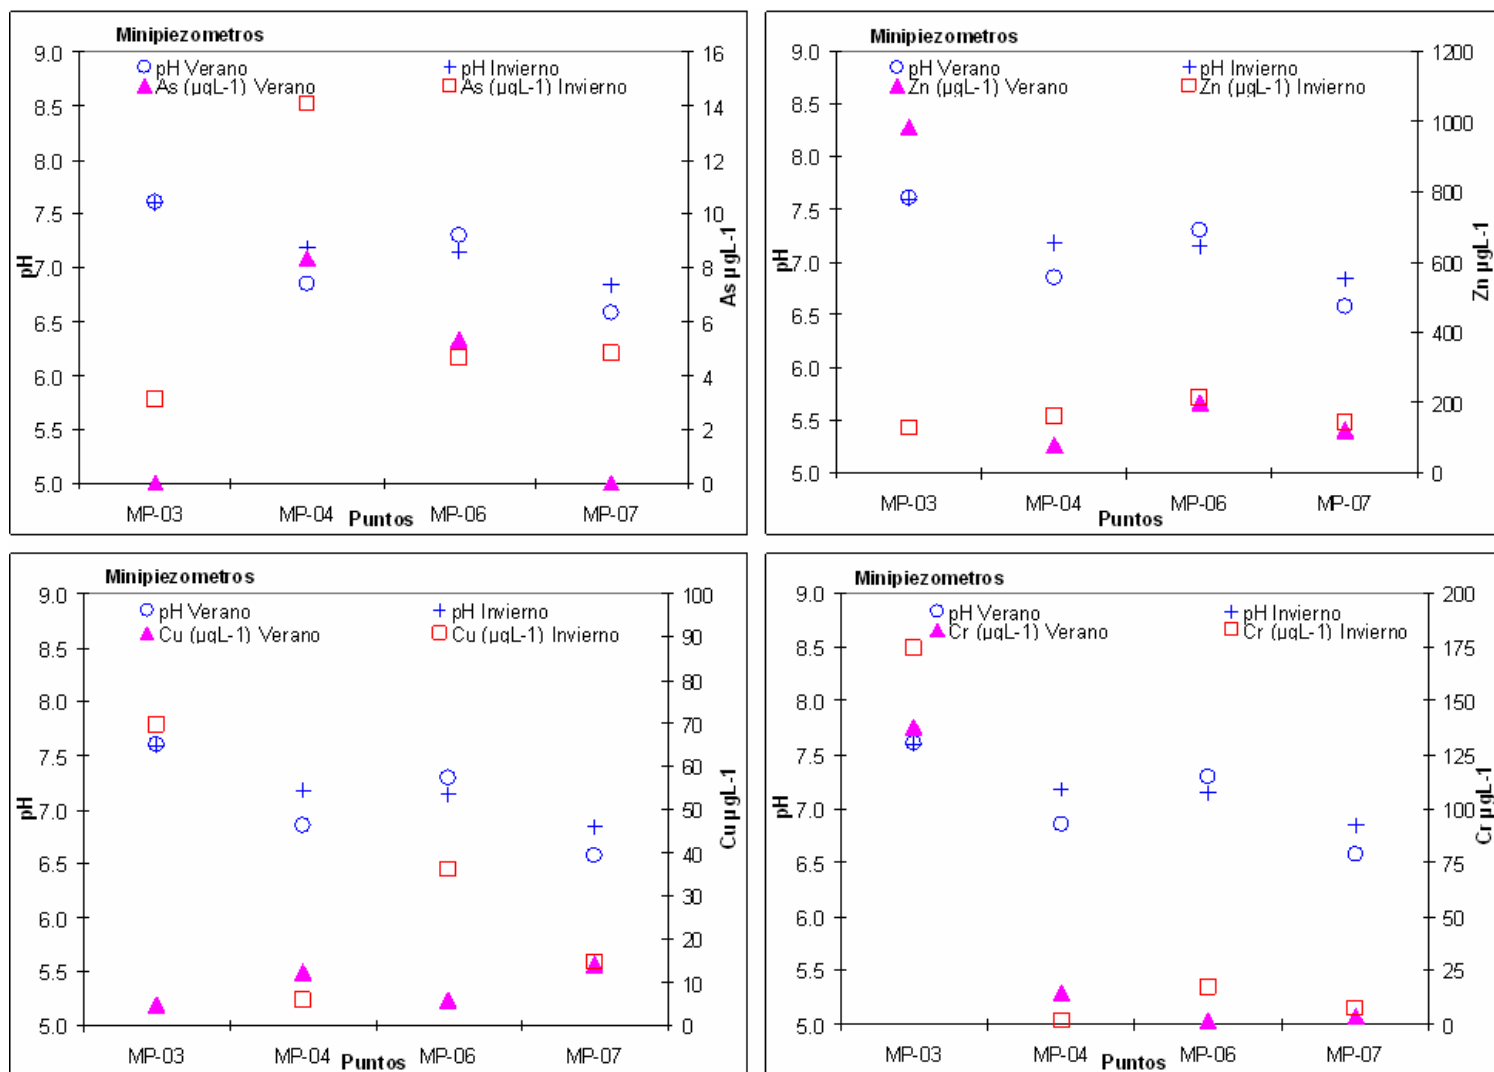 Minipiezometros
pH Verano
pH Invierno
As (µgL-1) Verano
As (µgL-1) Invierno
9.0
8.5
8.0
7.5
7.0
6.5
6.0
5.5
5.0
pH
16
14
12
10
8
6
4
2
0
As µgL-1
MP-03
MP-04
MP-06
MP-07
Puntos
Minipiezometros
pH Verano
pH Invierno
Zn (µgL-1) Verano
Zn (µgL-1) Invierno
9.0
8.5
8.0
7.5
7.0
6.5
6.0
5.5
5.0
pH
1200
1000
800
600
400
200
0
Zn µgL-1
MP-03
MP-04
MP-06
MP-07
Puntos
Minipiezometros
pH Verano
pH Invierno
Cu (µgL-1) Verano
Cu (µgL-1) Invierno
9.0
8.5
8.0
7.5
7.0
6.5
6.0
5.5
5.0
pH
100
90
80
70
60
50
40
30
20
10
0
Cu µgL-1
MP-03
MP-04
MP-06
MP-07
Puntos
Minipiezometros
pH Verano
pH Invierno
Cr (µgL-1) Verano
Cr (µgL-1) Invierno
9.0
8.5
8.0
7.5
7.0
6.5
6.0
5.5
5.0
pH
200
175
150
125
100
75
50
25
0
Cr µgL-1
MP-03
MP-04
MP-06
MP-07
Puntos